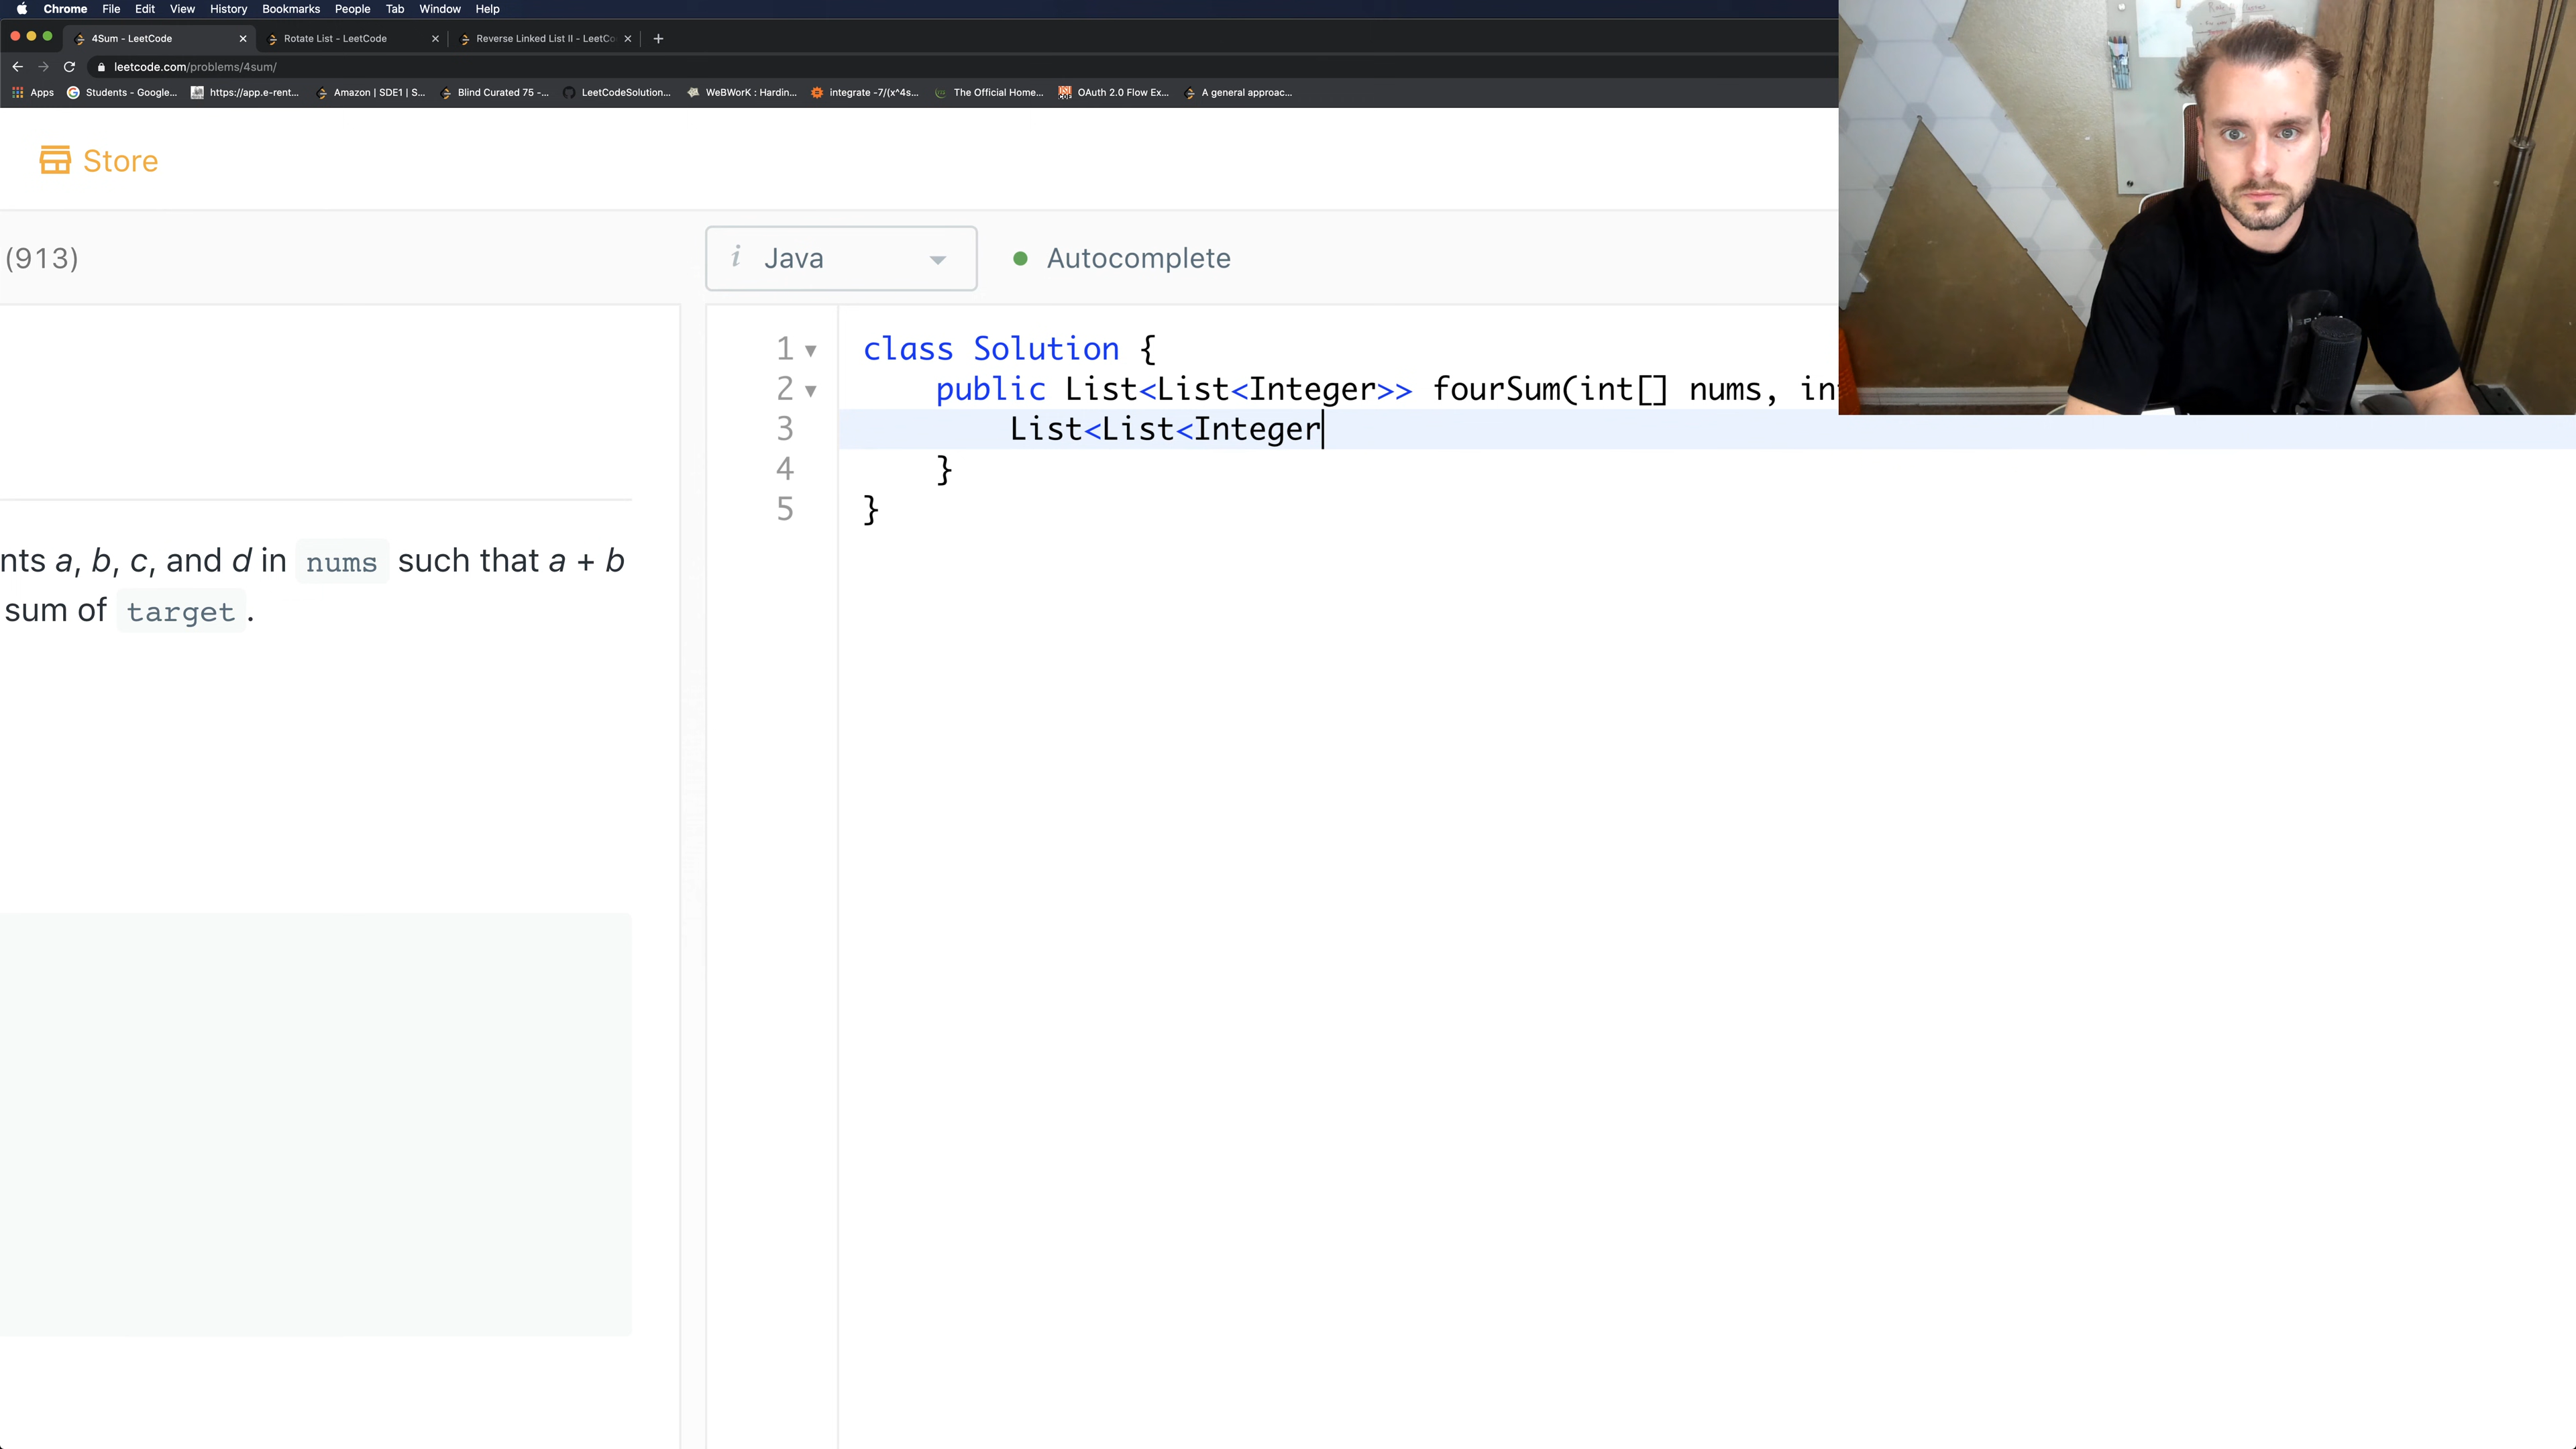 Chrome File Edit View History Bookmarks People Tab Window Help
4Sum - LeetCode
Rotate List - LeetCode
Reverse Linked List II - LeetCo
leetcode.com/problems/4sum/
Apps
Students - Google...
https://app.e-rent...
Amazon | SDE1 | S...
Blind Curated 75 -...
LeetCodeSolution...
WeBWorK : Hardin...
integrate -7/(x^4s...
The Official Home...
OAuth 2.0 Flow Ex...
A general approac...
Store
(913)
i Java
Autocomplete
1 class Solution {
2 public List<List<Integer>> fourSum(int[] nums, in
3 List<List<Integer
4 }
5 }
nts a, b, c, and d in nums such that a + b
sum of target .